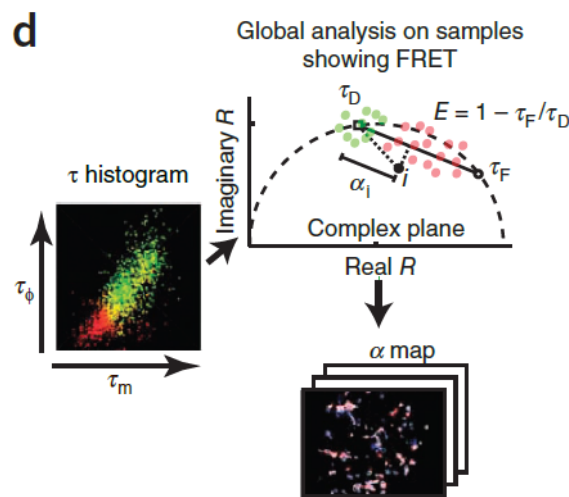 d
Global analysis on samples
showing FRET
τD
E = 1 − τF/τD
τ histogram
Imaginary R
αi
i
τF
Complex plane
Real R
τϕ
τm
α map